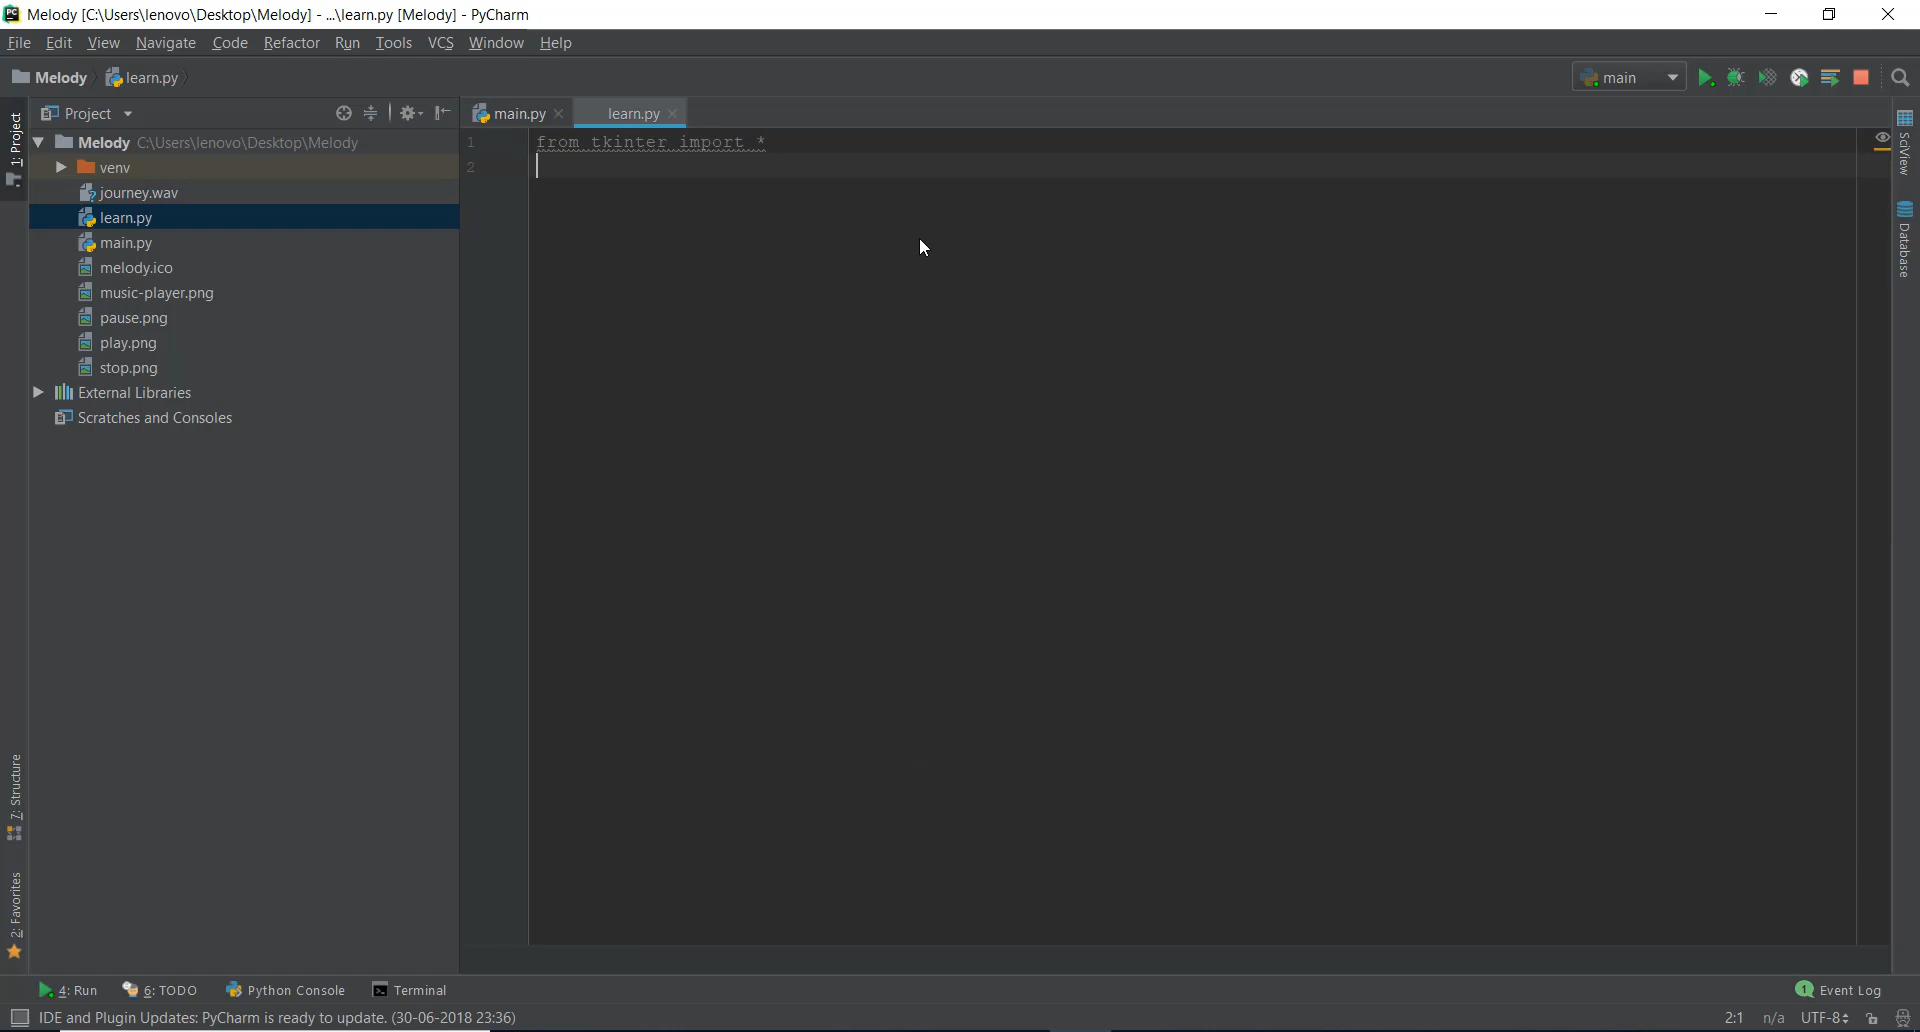 Melody [C:\Users\lenovo\Desktop\Melody] - ...\learn.py [Melody] - PyCharm
File Edit View Navigate Code Refactor Run Tools VCS Window Help
Melody learn.py main
Project main.py learn.py
1: Project
Melody C:\Users\lenovo\Desktop\Melody
venv
journey.wav
learn.py
main.py
melody.ico
music-player.png
pause.png
play.png
stop.png
External Libraries
Scratches and Consoles
1 from tkinter import *
2
SciView
Database
7: Structure
2: Favorites
4: Run 6: TODO Python Console Terminal 1 Event Log
IDE and Plugin Updates: PyCharm is ready to update. (30-06-2018 23:36) 2:1 n/a UTF-8